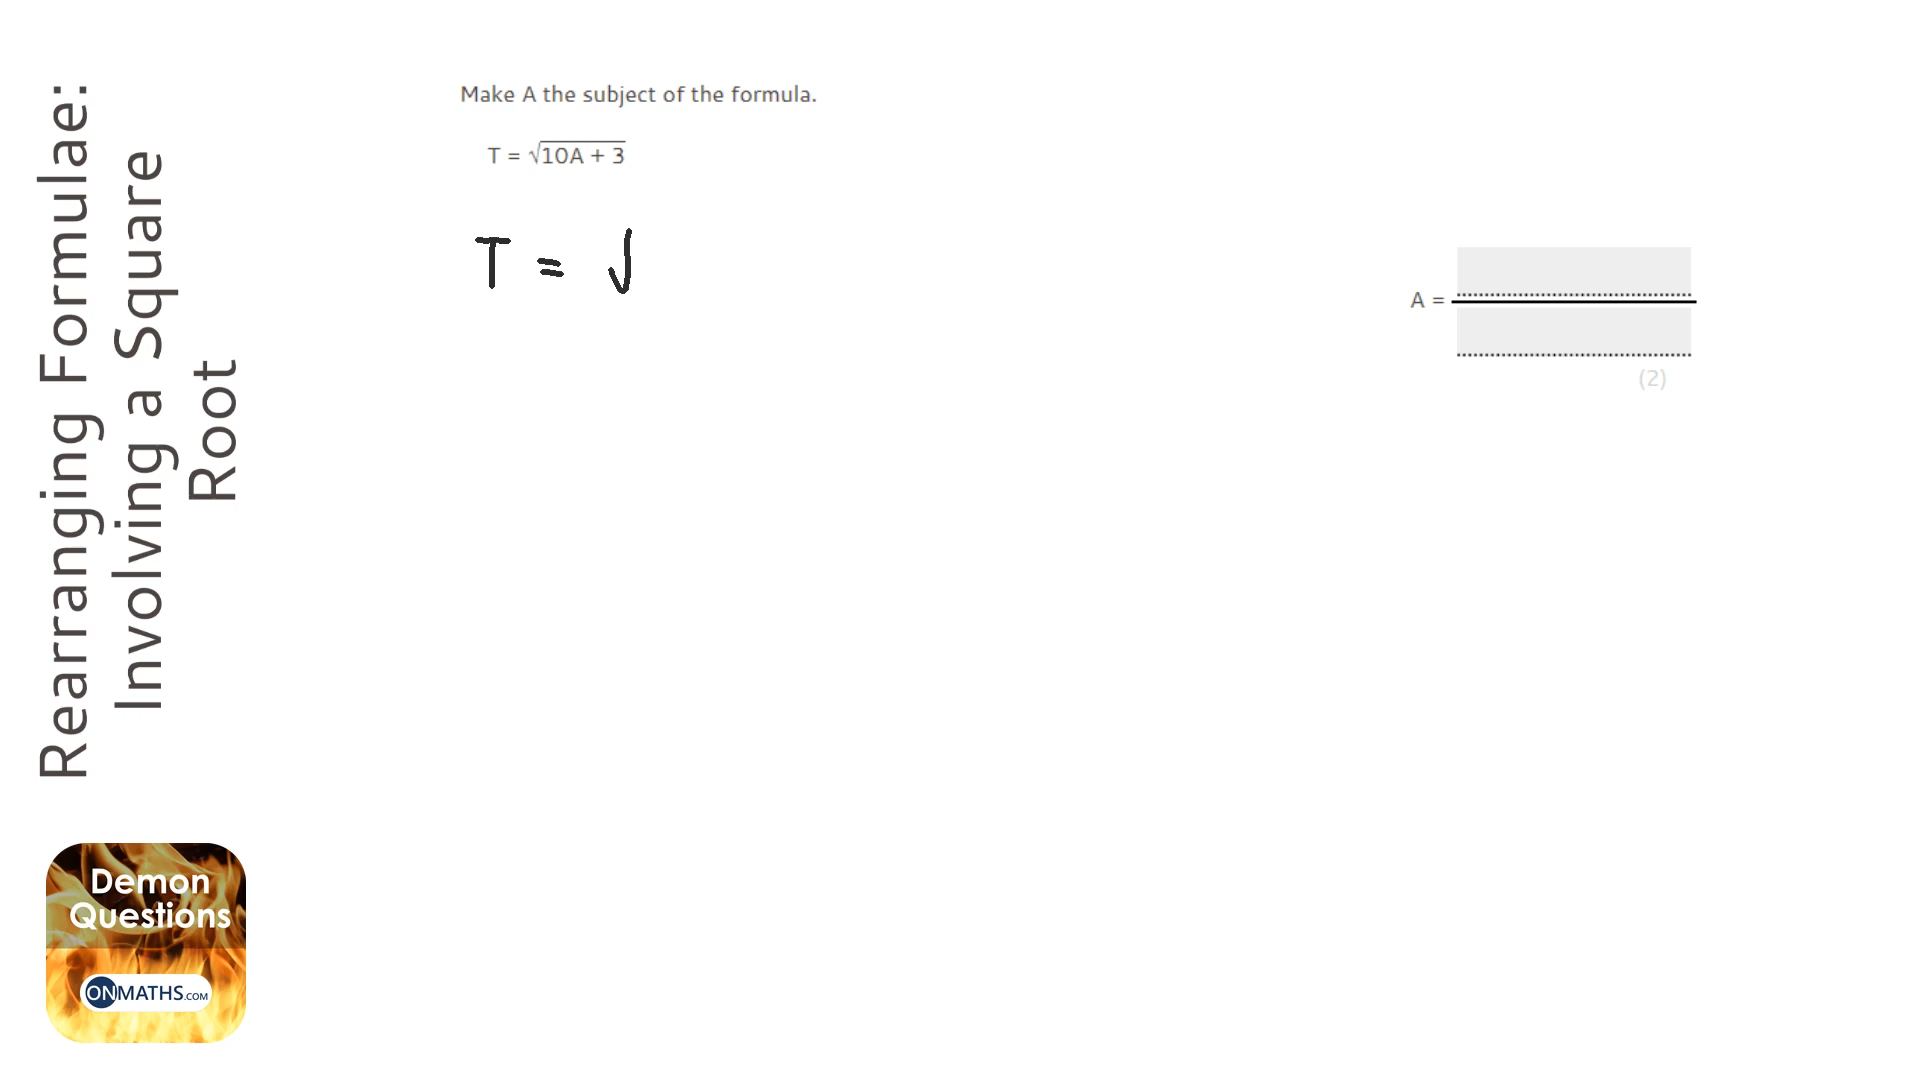 Rearranging Formulae:
Involving a Square
Root
Make A the subject of the formula.
T = √10A + 3
T = √
A =
(2)
Demon
Questions
ONMATHS.COM